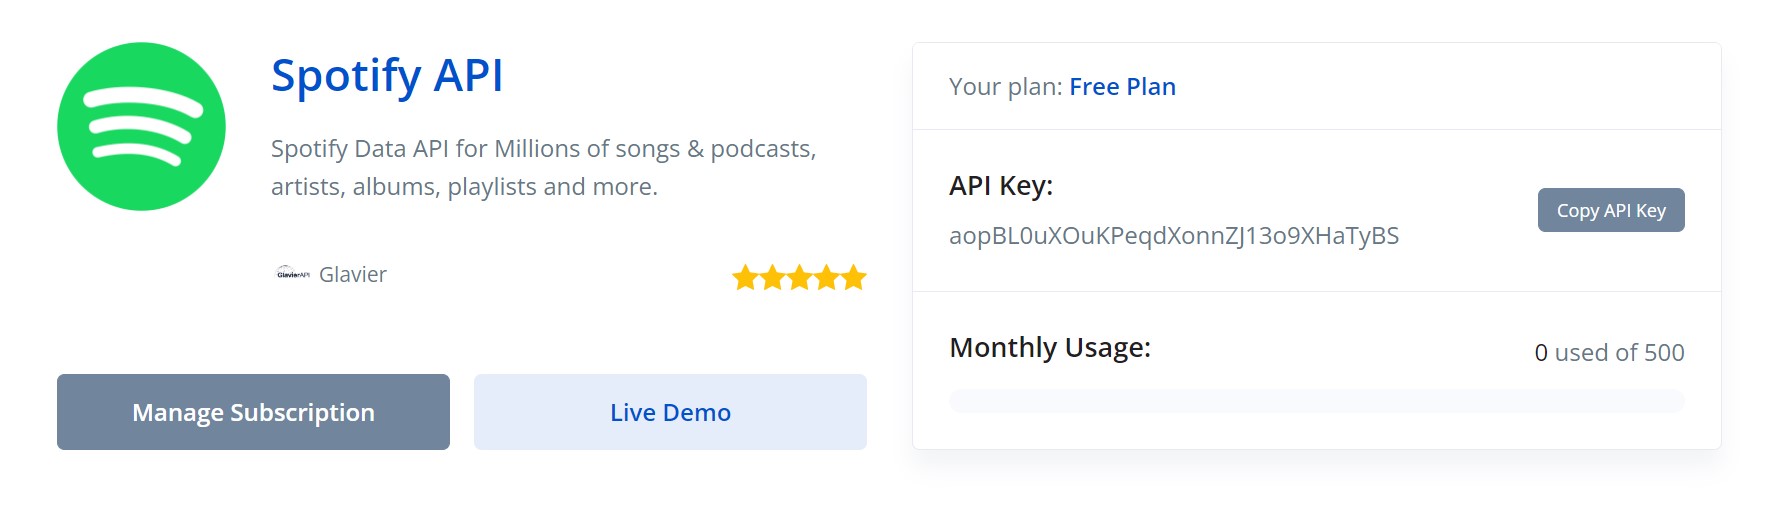 Spotify API
Spotify Data API for Millions of songs & podcasts,
artists, albums, playlists and more.
GlavierAPI Glavier
Manage Subscription
Live Demo
Your plan: Free Plan
API Key:
aopBL0uXOuKPeqdXonnZJ13o9XHaTyBS
Copy API Key
Monthly Usage:
0 used of 500